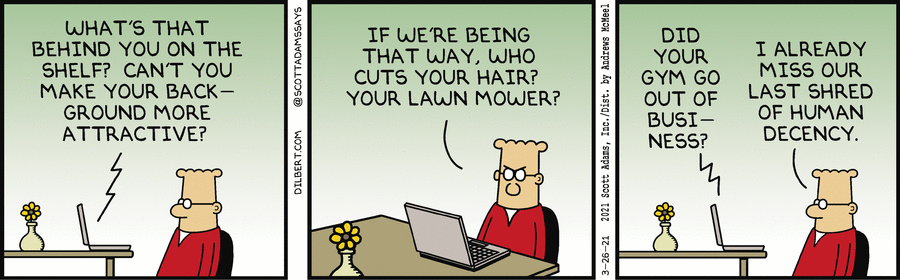 WHAT'S THAT
BEHIND YOU ON THE
SHELF? CAN'T YOU
MAKE YOUR BACK-
GROUND MORE
ATTRACTIVE?
DILBERT.COM @SCOTTADAMSSAYS
IF WE'RE BEING
THAT WAY, WHO
CUTS YOUR HAIR?
YOUR LAWN MOWER?
3-26-21 2021 Scott Adams, Inc./Dist. by Andrews McMeel
DID
YOUR
GYM GO
OUT OF
BUSI-
NESS?
I ALREADY
MISS OUR
LAST SHRED
OF HUMAN
DECENCY.